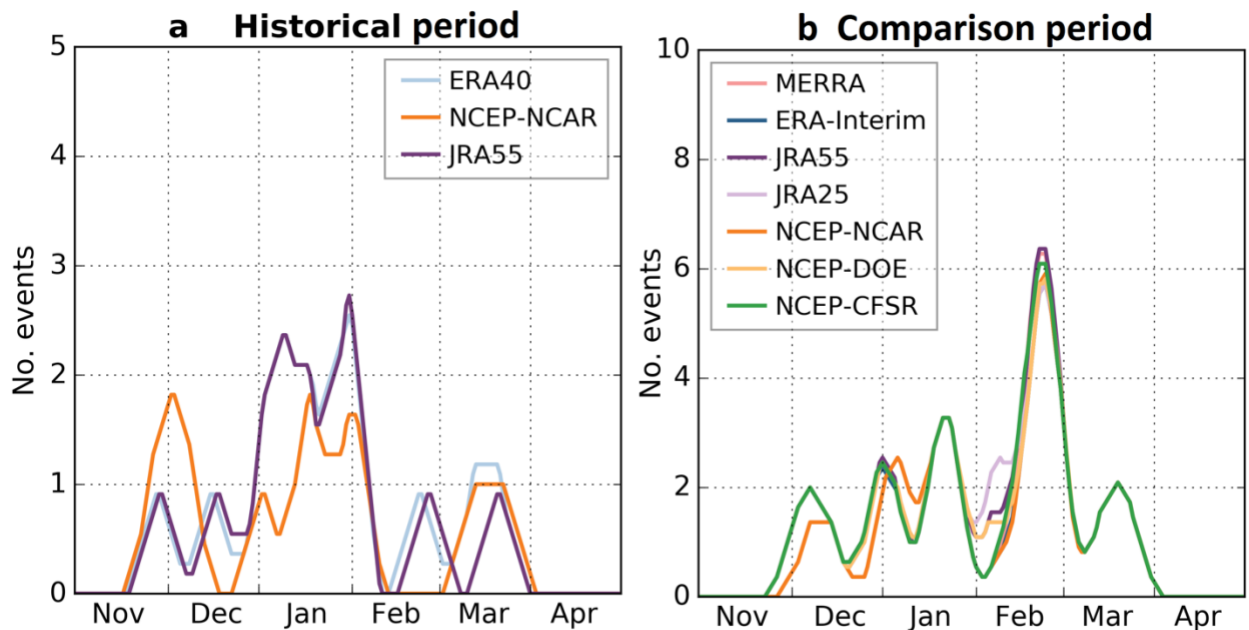 a Historical period
5
4
3
2
1
0
No. events
ERA40
NCEP-NCAR
JRA55
Nov Dec Jan Feb Mar Apr
b Comparison period
10
8
6
4
2
0
No. events
MERRA
ERA-Interim
JRA55
JRA25
NCEP-NCAR
NCEP-DOE
NCEP-CFSR
Nov Dec Jan Feb Mar Apr